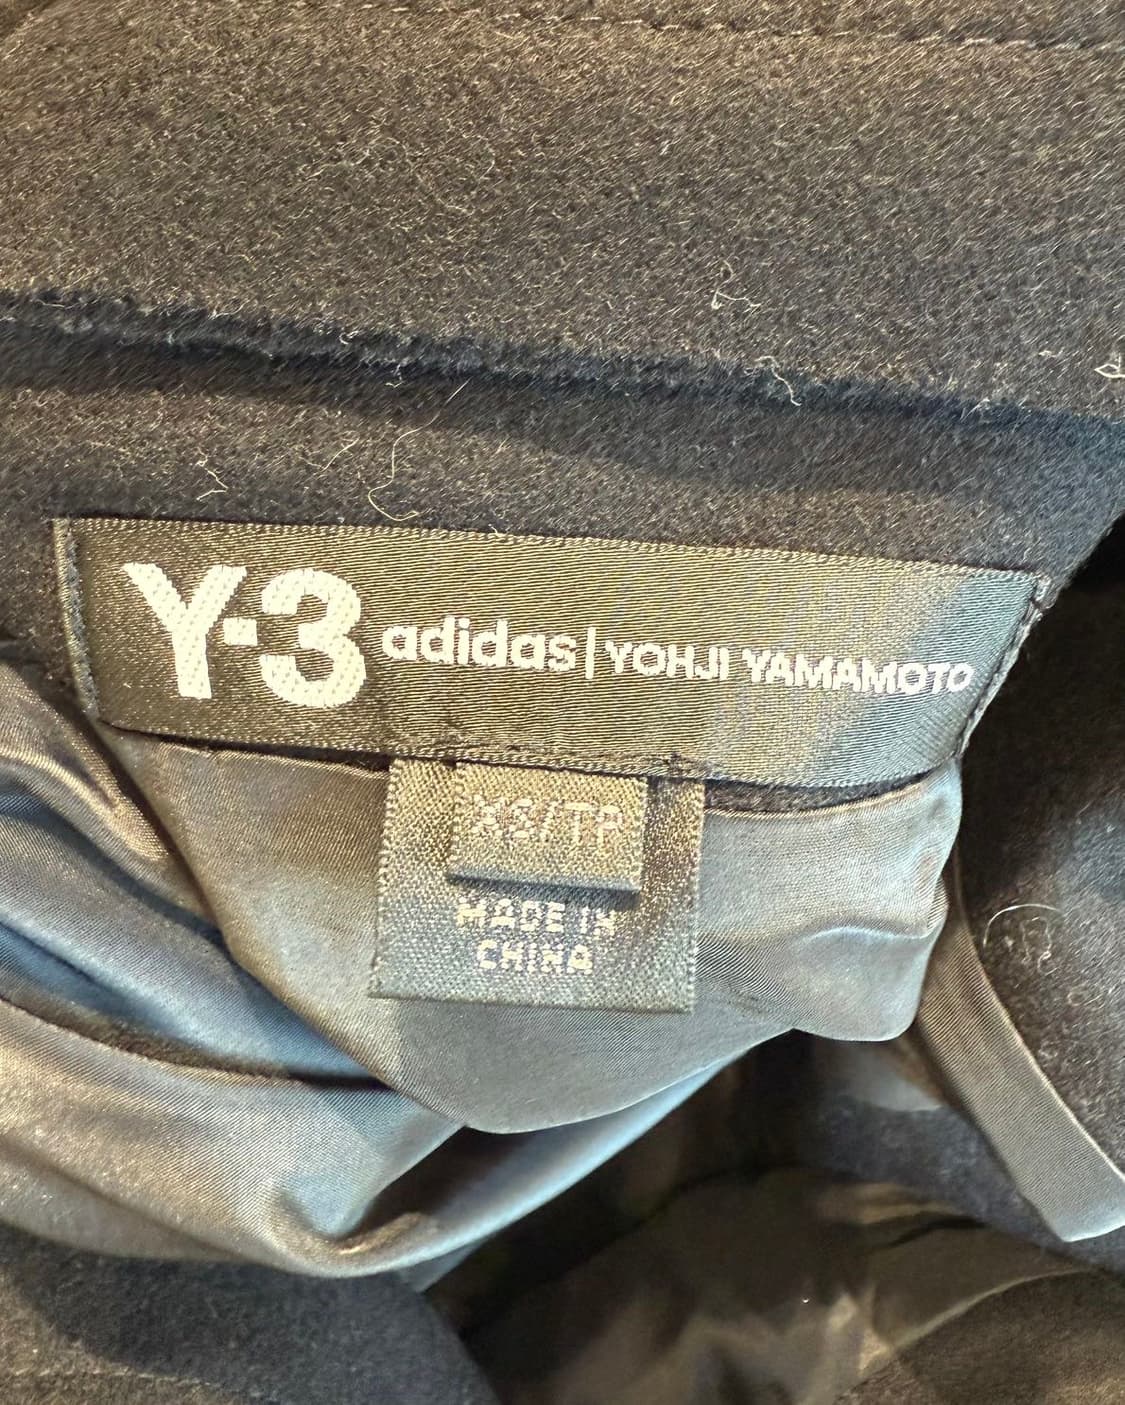 Y-3 adidas | YOHJI YAMAMOTO
XS/TP
MADE IN
CHINA